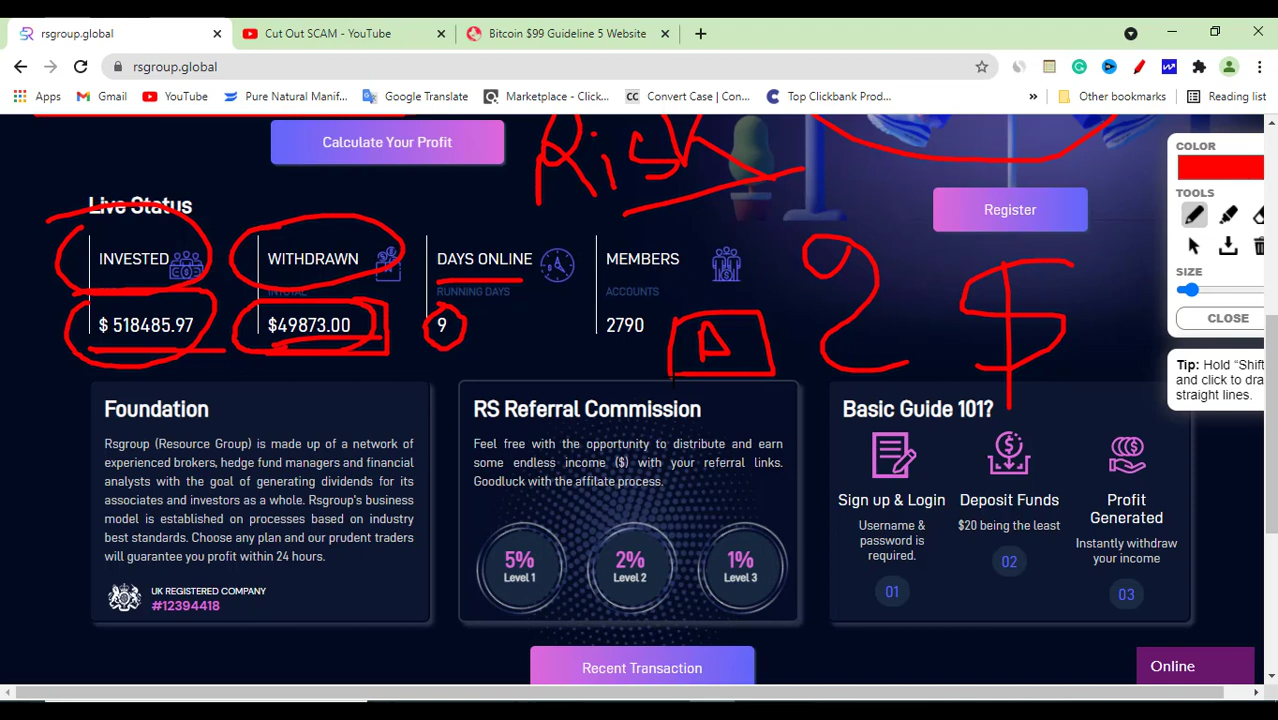 rsgroup.global
Cut Out SCAM - YouTube
Bitcoin $99 Guideline 5 Website
rsgroup.global
Apps
Gmail
YouTube
Pure Natural Manif...
Google Translate
Marketplace - Click...
CC
Convert Case | Con...
Top Clickbank Prod...
»
Other bookmarks
Reading list
Calculate Your Profit
Risk
Register
COLOR
TOOLS
SIZE
CLOSE
Tip: Hold “Shift
and click to dra
straight lines.
Live Status
INVESTED
$ 518485.97
WITHDRAWN
IN TOTAL
$49873.00
DAYS ONLINE
RUNNING DAYS
9
MEMBERS
ACCOUNTS
2790
2 $
Foundation
Rsgroup (Resource Group) is made up of a network of
experienced brokers, hedge fund managers and financial
analysts with the goal of generating dividends for its
associates and investors as a whole. Rsgroup's business
model is established on processes based on industry
best standards. Choose any plan and our prudent traders
will guarantee you profit within 24 hours.
UK REGISTERED COMPANY
#12394418
RS Referral Commission
Feel free with the opportunity to distribute and earn
some endless income ($) with your referral links.
Goodluck with the affilate process.
5%
Level 1
2%
Level 2
1%
Level 3
Basic Guide 101?
Sign up & Login
Username &
password is
required.
01
Deposit Funds
$20 being the least
02
Profit
Generated
Instantly withdraw
your income
03
Recent Transaction
Online